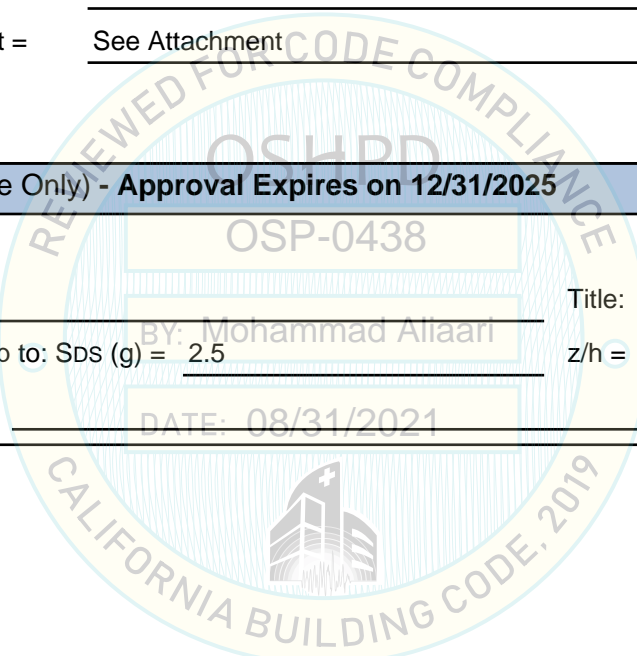 t = See Attachment
REVIEWED FOR CODE COMPLIANCE
OSHPD
e Only) - Approval Expires on 12/31/2025
OSP-0438
Title:
BY: Mohammad Aliaari
o to: SDS (g) = 2.5 z/h =
DATE: 08/31/2021
CALIFORNIA BUILDING CODE, 2019